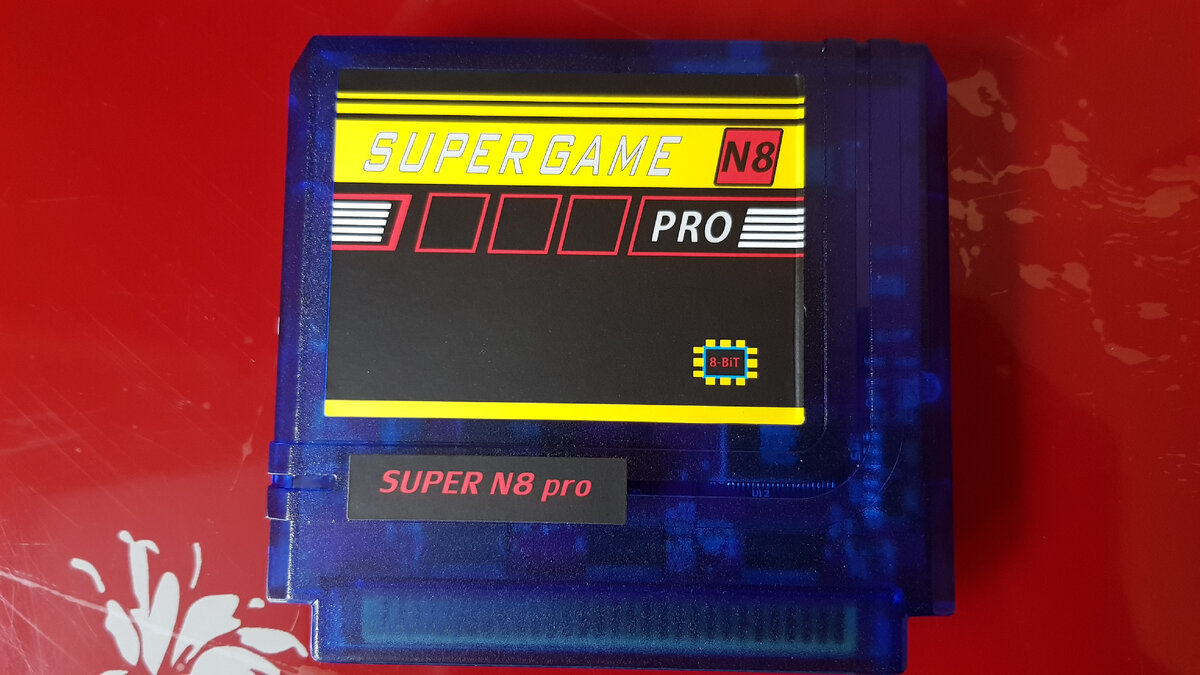 SUPER GAME N8
PRO
8-BiT
SUPER N8 pro